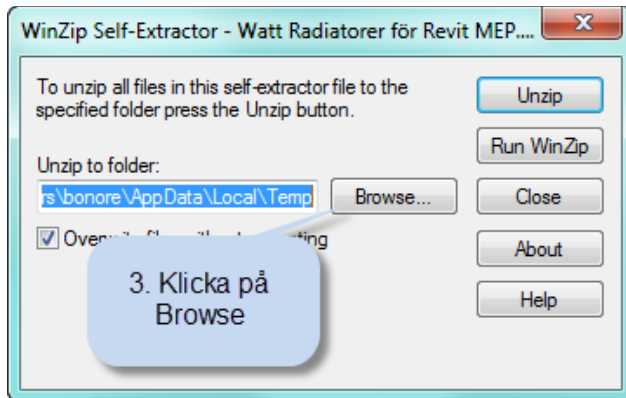 WinZip Self-Extractor - Watt Radiatorer för Revit MEP....
To unzip all files in this self-extractor file to the
specified folder press the Unzip button.
Unzip to folder:
rs\bonore\AppData\Local\Temp
Browse...
Unzip
Run WinZip
Close
About
Help
3. Klicka på
Browse